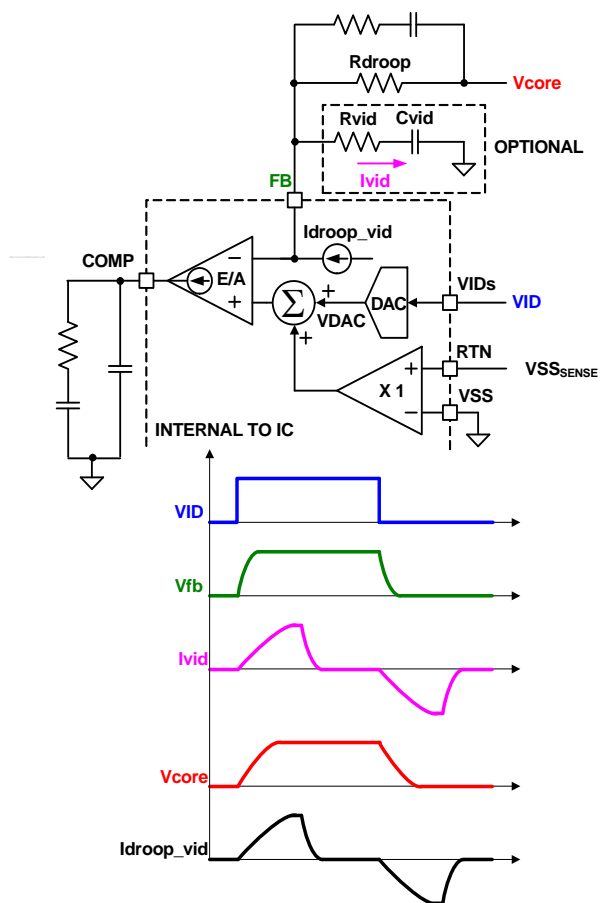 Rdroop
Vcore
Rvid
Cvid
OPTIONAL
Ivid
FB
Idroop_vid
COMP
−
E/A
+
+
Σ
VDAC
DAC
VIDs
VID
+
RTN
VSSSENSE
+
X 1
VSS
−
INTERNAL TO IC
VID
Vfb
Ivid
Vcore
Idroop_vid